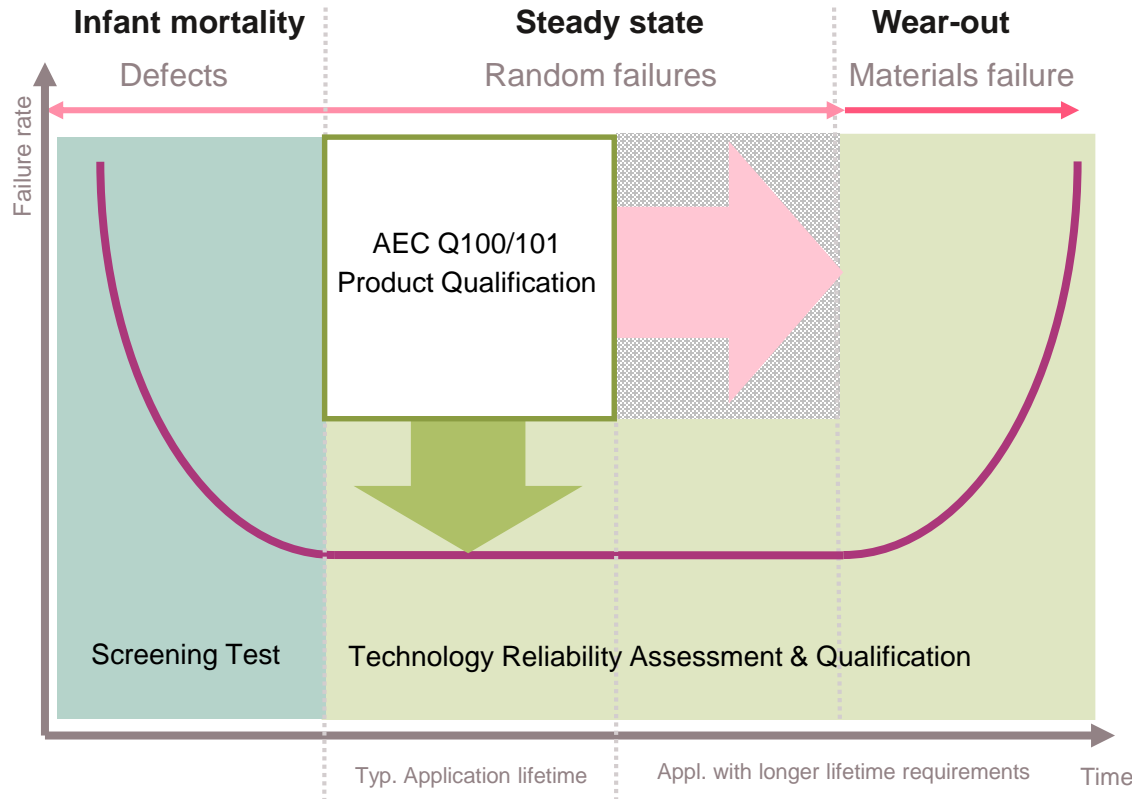 Infant mortality
Steady state
Wear-out
Defects
Random failures
Materials failure
Failure rate
AEC Q100/101
Product Qualification
Screening Test
Technology Reliability Assessment & Qualification
Typ. Application lifetime
Appl. with longer lifetime requirements
Time